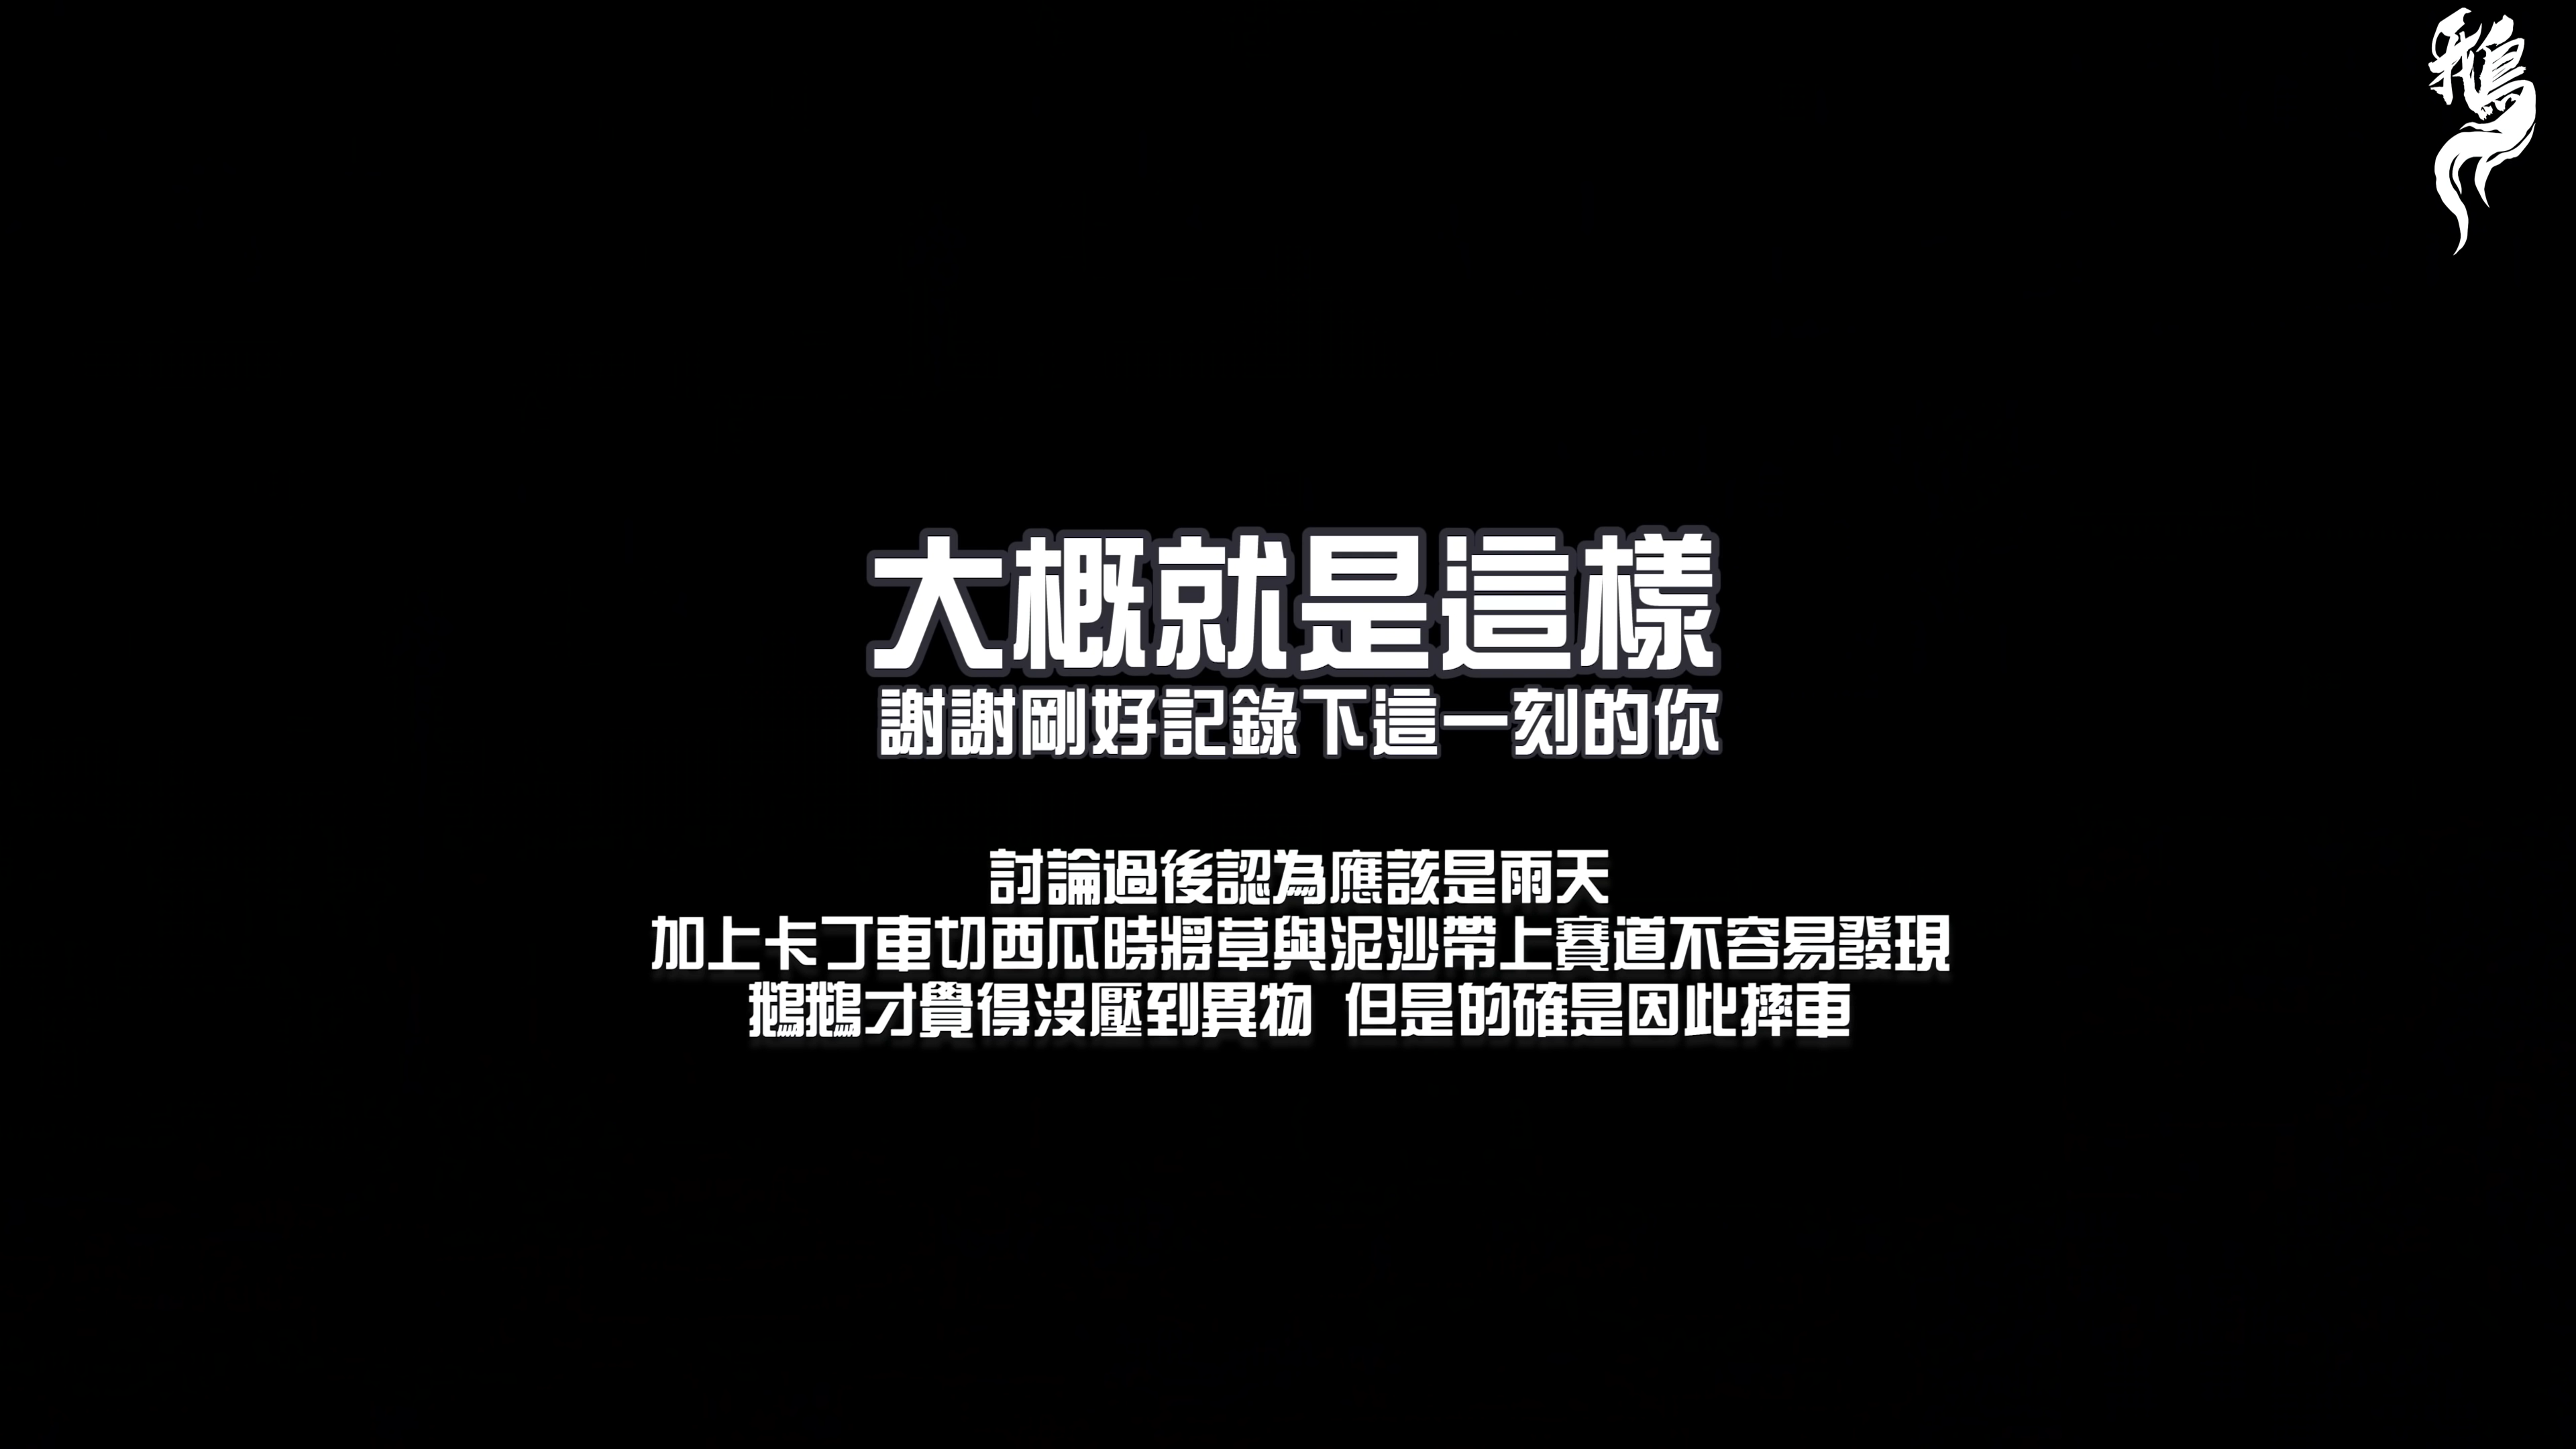 鵝
大概就是這樣
謝謝剛好記錄下這一刻的你
討論過後認為應該是雨天
加上卡丁車切西瓜時將草與泥沙帶上賽道不容易發現
鵝鵝才覺得沒壓到異物 但是的確是因此摔車